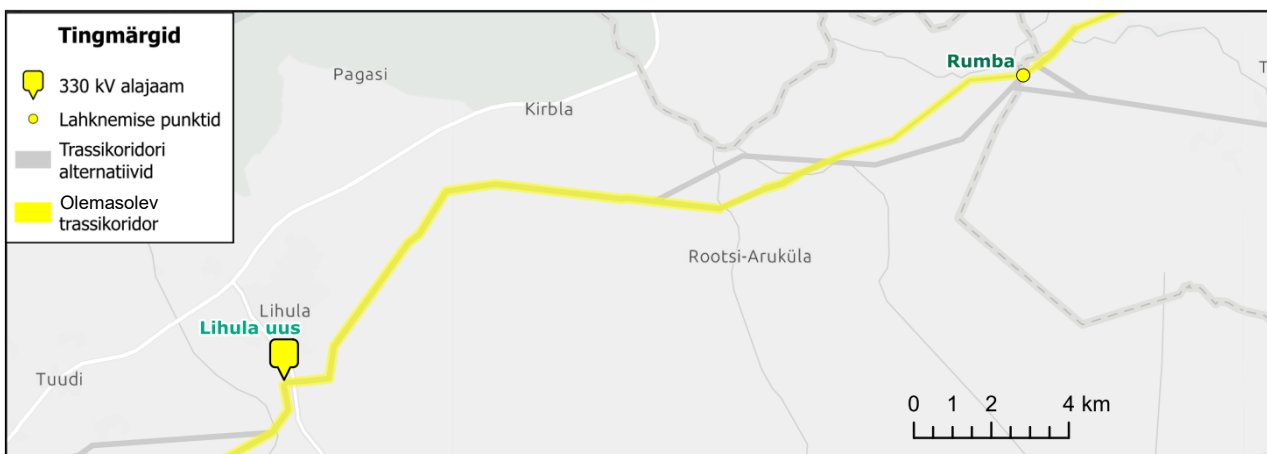 Tingmärgid
330 kV alajaam
Lahknemise punktid
Trassikoridori
alternatiivid
Olemasolev
trassikoridor
Pagasi
Kirbla
Rumba
T
Rootsi-Aruküla
Lihula
Lihula uus
Tuudi
0 1 2 4 km